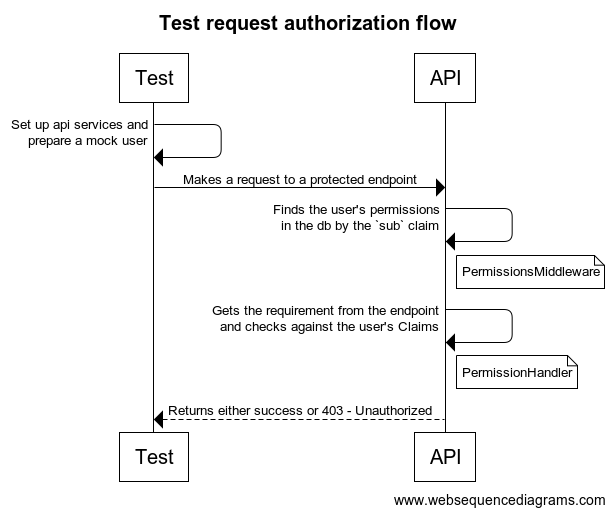 Test request authorization flow
Test
API
Set up api services and
prepare a mock user
Makes a request to a protected endpoint
Finds the user's permissions
in the db by the `sub` claim
PermissionsMiddleware
Gets the requirement from the endpoint
and checks against the user's Claims
PermissionHandler
Returns either success or 403 - Unauthorized
Test
API
www.websequencediagrams.com